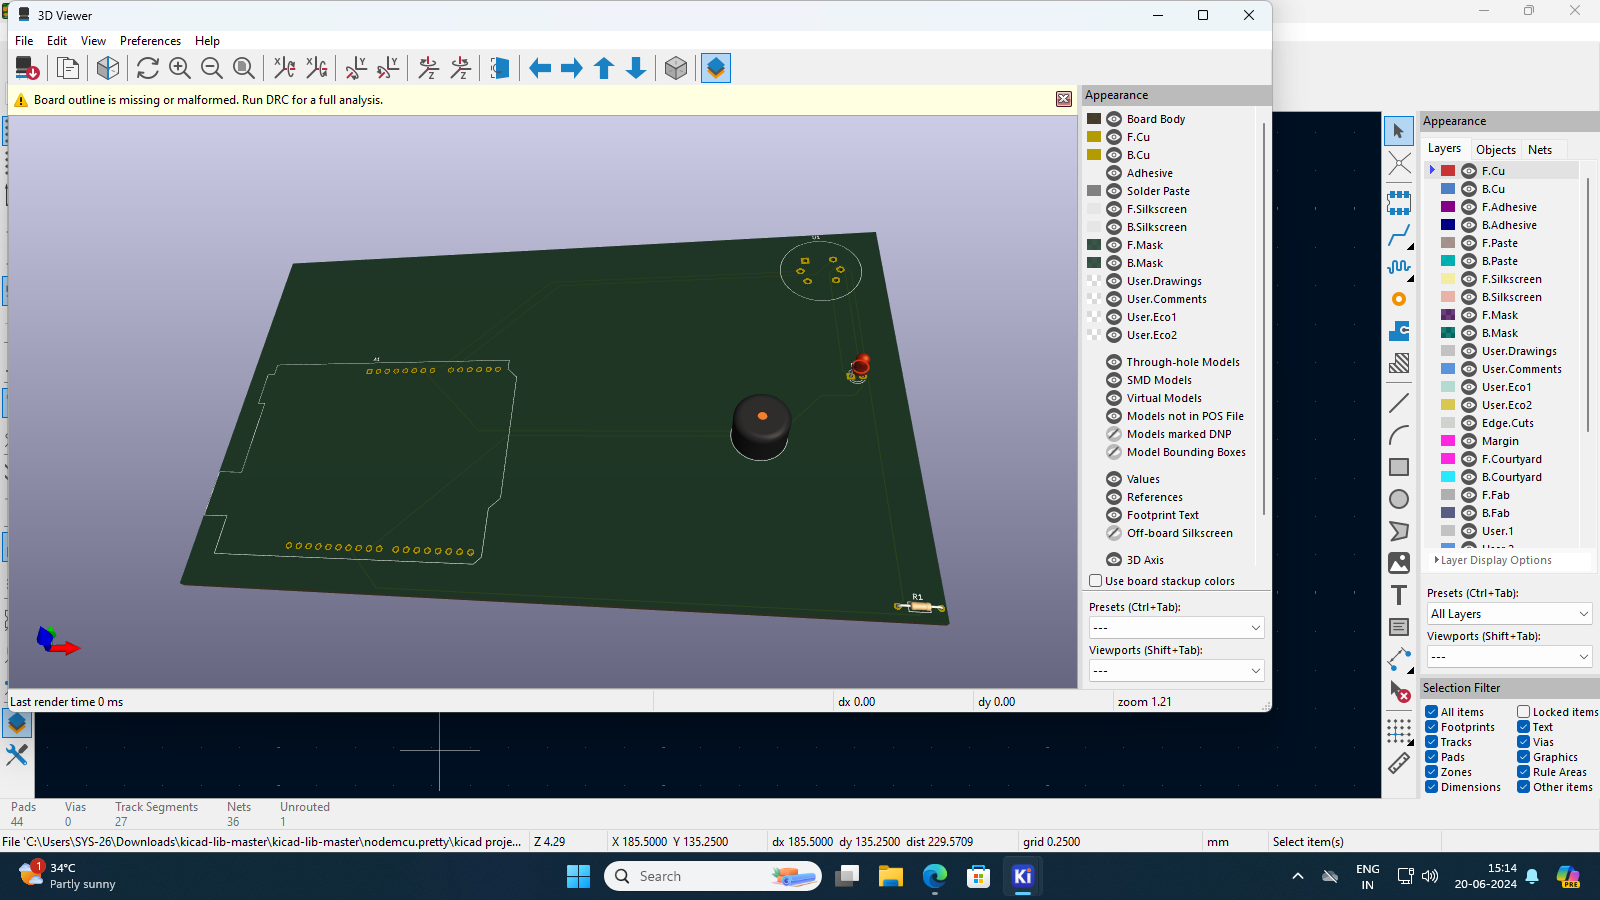 3D Viewer
File Edit View Preferences Help
Board outline is missing or malformed. Run DRC for a full analysis.
Appearance
Board Body
F.Cu
B.Cu
Adhesive
Solder Paste
F.Silkscreen
B.Silkscreen
F.Mask
B.Mask
User.Drawings
User.Comments
User.Eco1
User.Eco2
Through-hole Models
SMD Models
Virtual Models
Models not in POS File
Models marked DNP
Model Bounding Boxes
Values
References
Footprint Text
Off-board Silkscreen
3D Axis
Use board stackup colors
Presets (Ctrl+Tab):
---
Viewports (Shift+Tab):
---
A1
R1
Last render time 0 ms
dx 0.00
dy 0.00
zoom 1.21
Appearance
Layers Objects Nets
F.Cu
B.Cu
F.Adhesive
B.Adhesive
F.Paste
B.Paste
F.Silkscreen
B.Silkscreen
F.Mask
B.Mask
User.Drawings
User.Comments
User.Eco1
User.Eco2
Edge.Cuts
Margin
F.Courtyard
B.Courtyard
F.Fab
B.Fab
User.1
Layer Display Options
Presets (Ctrl+Tab):
All Layers
Viewports (Shift+Tab):
---
Selection Filter
All items Locked items
Footprints Text
Tracks Vias
Pads Graphics
Zones Rule Areas
Dimensions Other items
Pads Vias Track Segments Nets Unrouted
44 0 27 36 1
File 'C:\Users\SYS-26\Downloads\kicad-lib-master\kicad-lib-master\nodemcu.pretty\kicad proje... Z 4.29 X 185.5000 Y 135.2500 dx 185.5000 dy 135.2500 dist 229.5709 grid 0.2500 mm Select item(s)
1
34°C
Partly sunny
Search
Ki
ENG
IN
15:14
20-06-2024
PRE